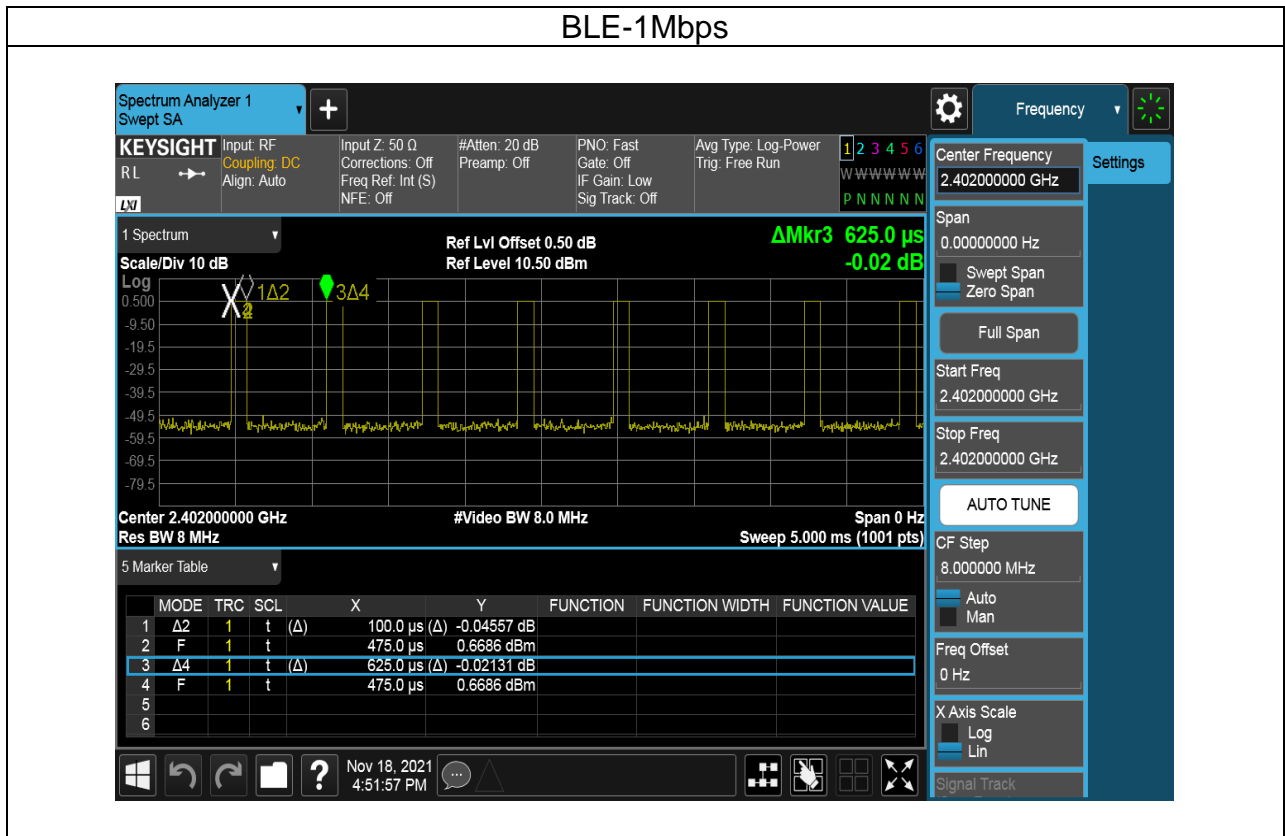 BLE-1Mbps
Spectrum Analyzer 1
Swept SA
+
Frequency
KEYSIGHT
RL
LXI
Input: RF
Coupling: DC
Align: Auto
Input Z: 50 Ω
Corrections: Off
Freq Ref: Int (S)
NFE: Off
#Atten: 20 dB
Preamp: Off
PNO: Fast
Gate: Off
IF Gain: Low
Sig Track: Off
Avg Type: Log-Power
Trig: Free Run
1 2 3 4 5 6
W W W W W W
P N N N N N
1 Spectrum
Scale/Div 10 dB
Ref Lvl Offset 0.50 dB
Ref Level 10.50 dBm
ΔMkr3 625.0 µs
-0.02 dB
Log
1Δ2
3Δ4
0.500
-9.50
-19.5
-29.5
-39.5
-49.5
-59.5
-69.5
-79.5
Center 2.402000000 GHz
#Video BW 8.0 MHz
Span 0 Hz
Res BW 8 MHz
Sweep 5.000 ms (1001 pts)
5 Marker Table
MODE TRC SCL X Y FUNCTION FUNCTION WIDTH FUNCTION VALUE
1 Δ2 1 t (Δ) 100.0 µs (Δ) -0.04557 dB
2 F 1 t 475.0 µs 0.6686 dBm
3 Δ4 1 t (Δ) 625.0 µs (Δ) -0.02131 dB
4 F 1 t 475.0 µs 0.6686 dBm
5
6
?
Nov 18, 2021
4:51:57 PM
Center Frequency
2.402000000 GHz
Settings
Span
0.00000000 Hz
Swept Span
Zero Span
Full Span
Start Freq
2.402000000 GHz
Stop Freq
2.402000000 GHz
AUTO TUNE
CF Step
8.000000 MHz
Auto
Man
Freq Offset
0 Hz
X Axis Scale
Log
Lin
Signal Track